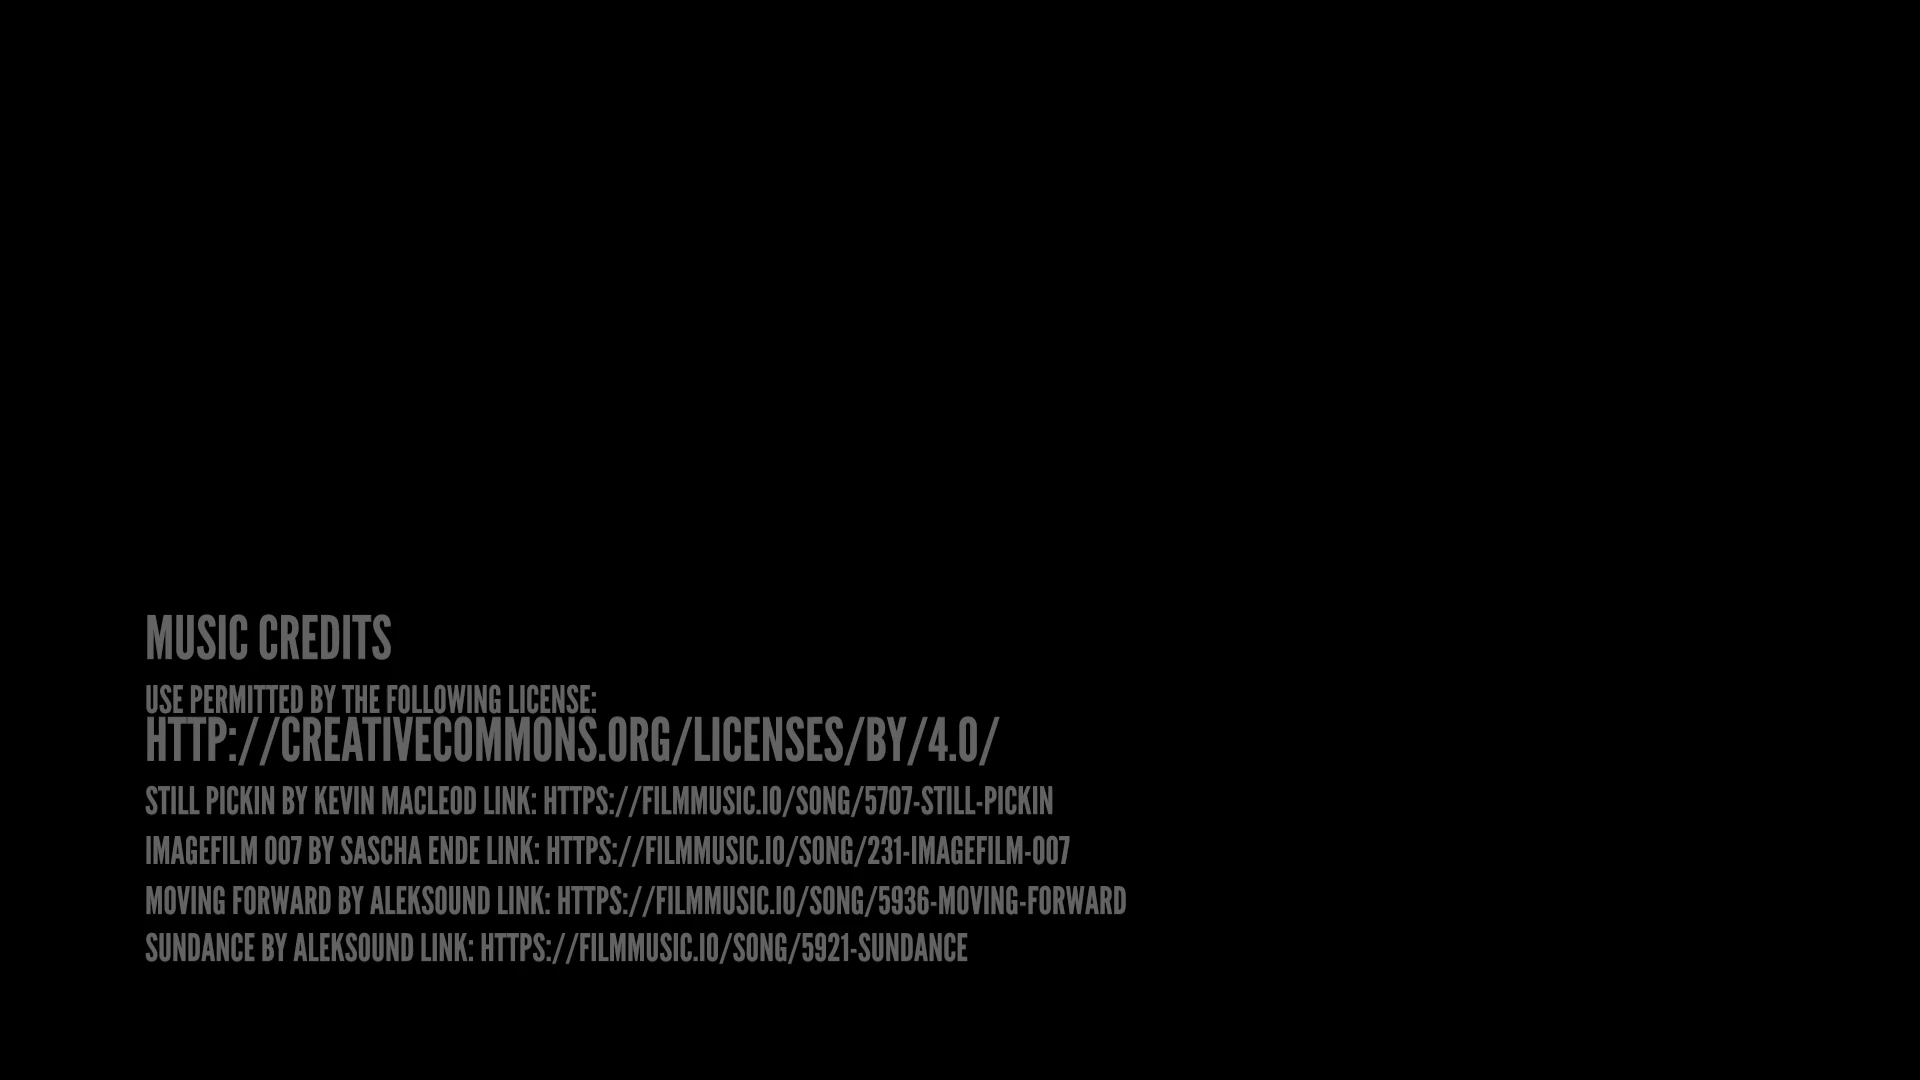 MUSIC CREDITS
USE PERMITTED BY THE FOLLOWING LICENSE:
HTTP://CREATIVECOMMONS.ORG/LICENSES/BY/4.0/
STILL PICKIN BY KEVIN MACLEOD LINK: HTTPS://FILMMUSIC.IO/SONG/5707-STILL-PICKIN
IMAGEFILM 007 BY SASCHA ENDE LINK: HTTPS://FILMMUSIC.IO/SONG/231-IMAGEFILM-007
MOVING FORWARD BY ALEKSOUND LINK: HTTPS://FILMMUSIC.IO/SONG/5936-MOVING-FORWARD
SUNDANCE BY ALEKSOUND LINK: HTTPS://FILMMUSIC.IO/SONG/5921-SUNDANCE